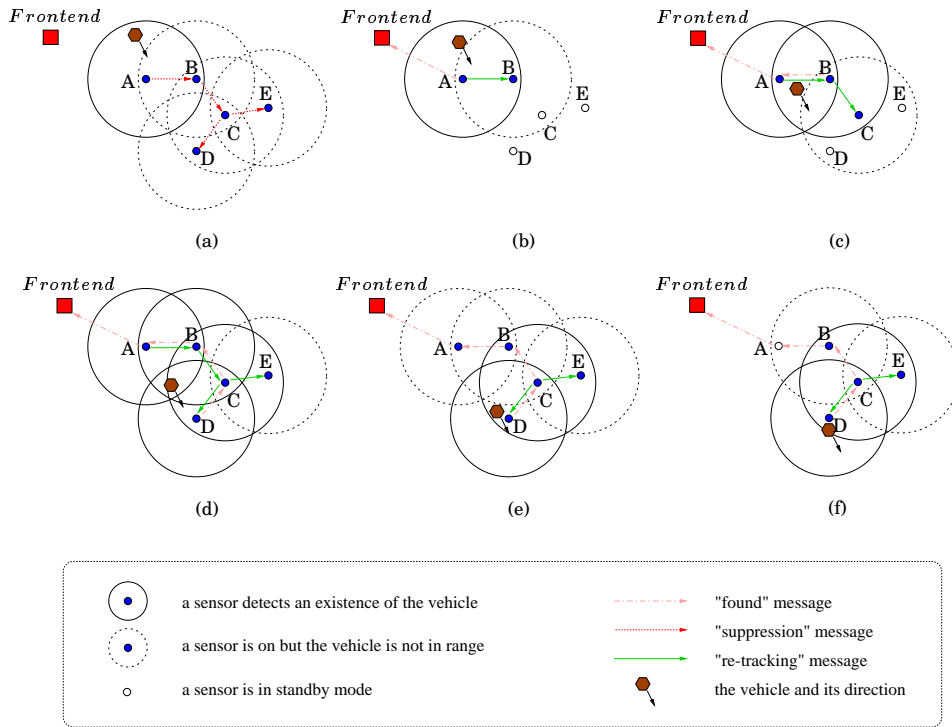 Frontend
A
B
C
D
E
(a)
Frontend
A
B
C
D
E
(b)
Frontend
A
B
C
D
E
(c)
Frontend
A
B
C
D
E
(d)
Frontend
A
B
C
D
E
(e)
Frontend
A
B
C
D
E
(f)
a sensor detects an existence of the vehicle
a sensor is on but the vehicle is not in range
a sensor is in standby mode
"found" message
"suppression" message
"re-tracking" message
the vehicle and its direction